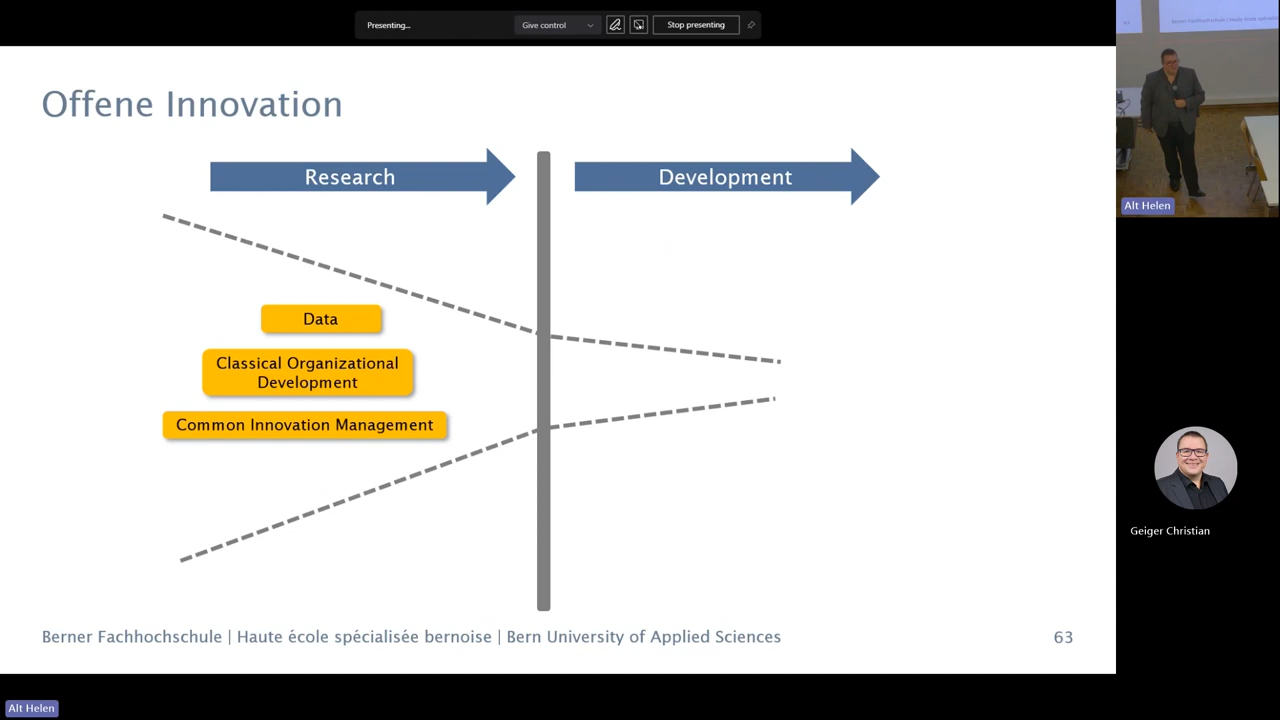 Presenting...
Give control
Stop presenting
Offene Innovation
Research
Development
Data
Classical Organizational
Development
Common Innovation Management
Berner Fachhochschule | Haute école spécialisée bernoise | Bern University of Applied Sciences
63
Alt Helen
Geiger Christian
Alt Helen